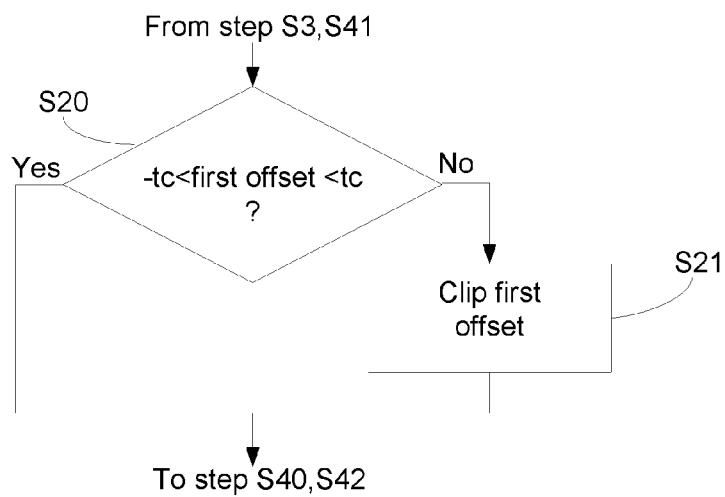 From step S3,S41
S20
Yes
-tc<first offset <tc
?
No
S21
Clip first
offset
To step S40,S42